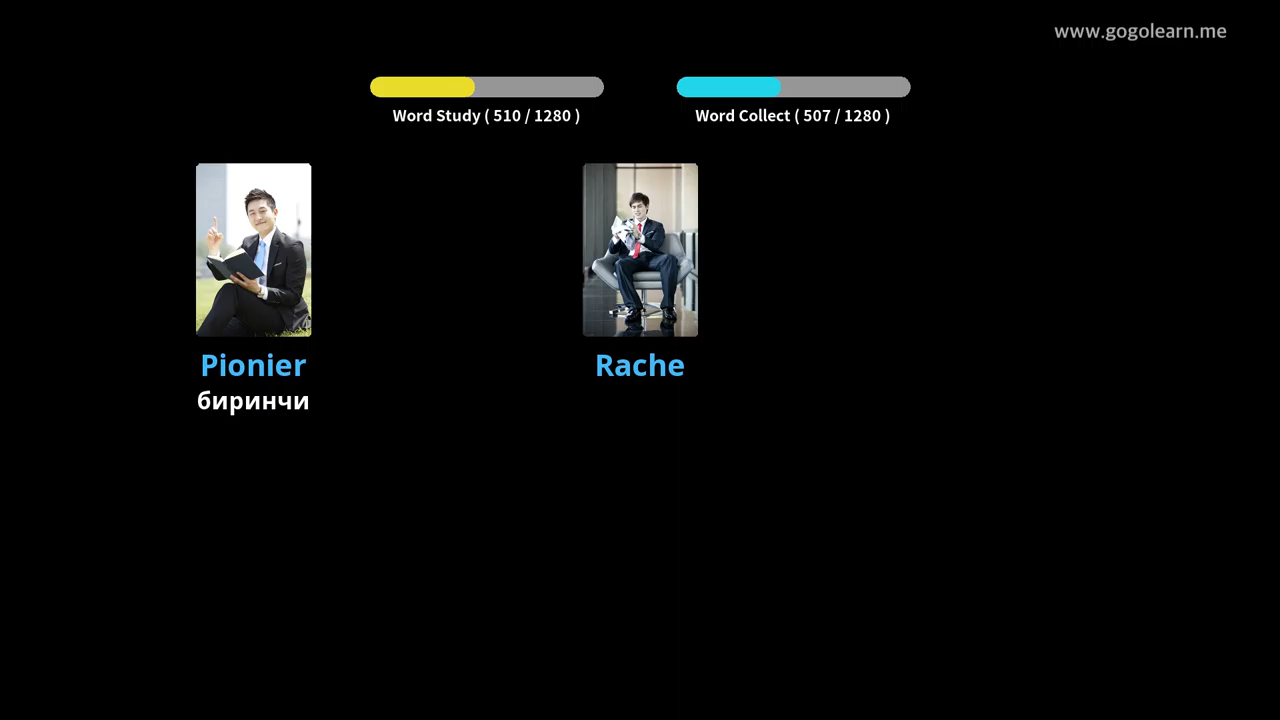 www.gogolearn.me
Word Study ( 510 / 1280 )
Word Collect ( 507 / 1280 )
Pionier
биринчи
Rache